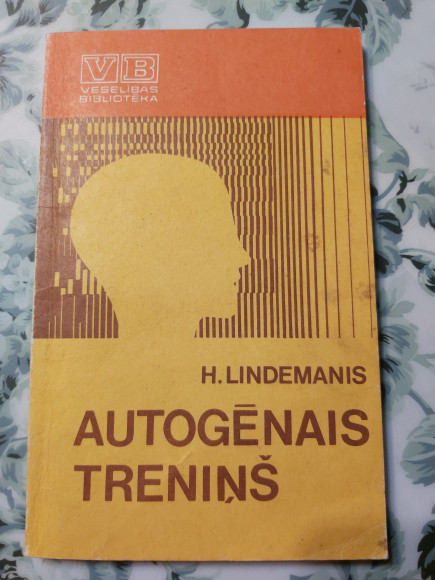 VB
VESELĪBAS
BIBLIOTĒKA
H. LINDEMANIS
AUTOGĒNAIS
TRENIŅŠ